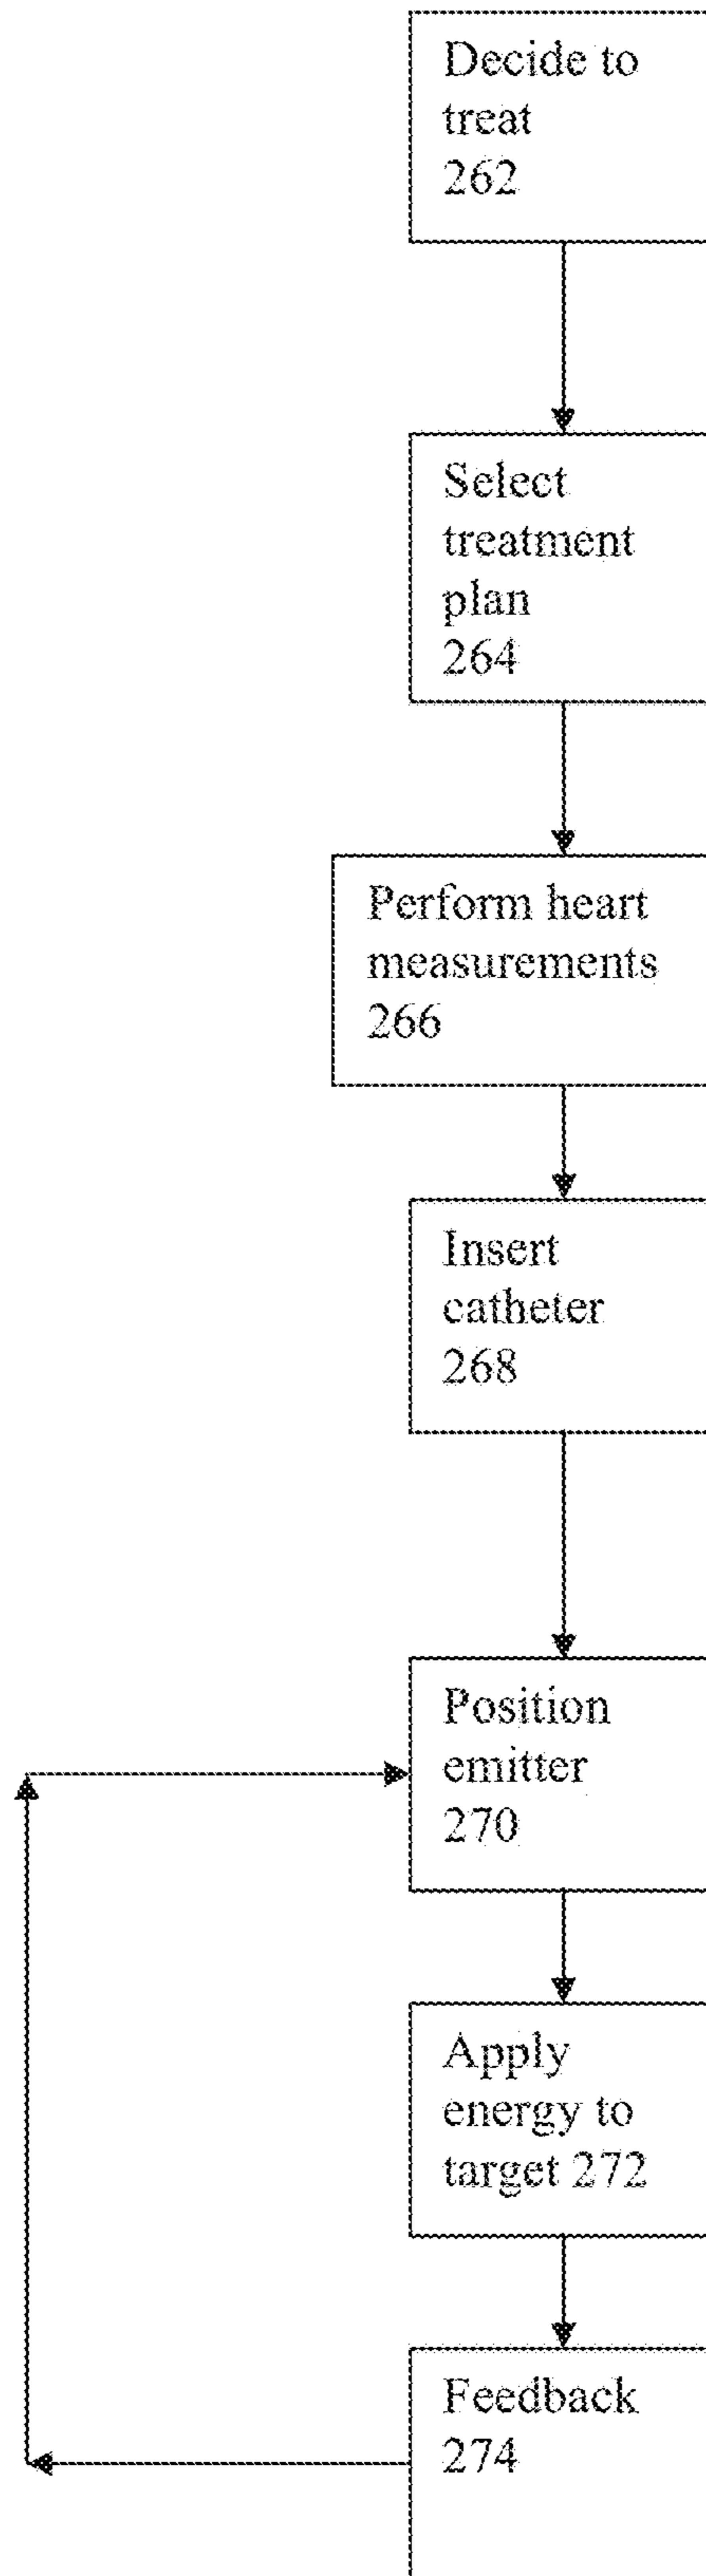 Decide to
treat
262
Select
treatment
plan
264
Perform heart
measurements
266
Insert
catheter
268
Position
emitter
270
Apply
energy to
target 272
Feedback
274